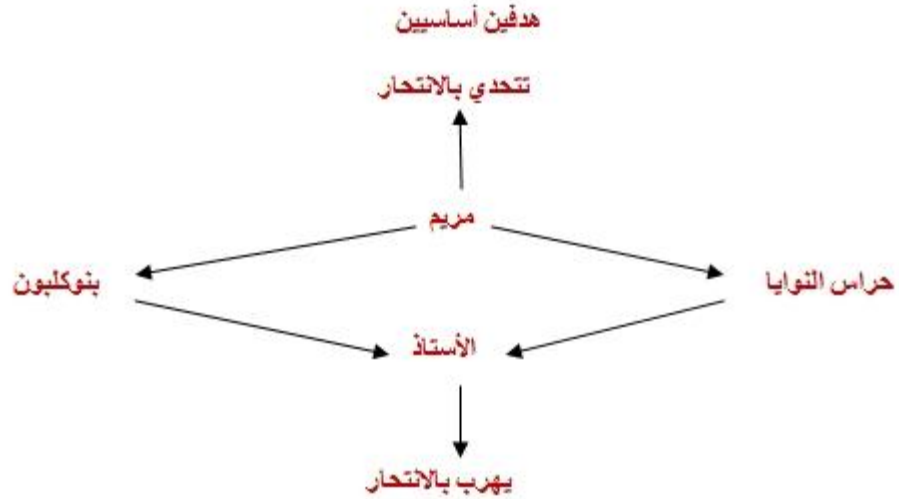 هدفين أساسيين
تتحدي بالانتحار
مريم
حراس النوايا
بنوكلبون
الأستاذ
يهرب بالانتحار